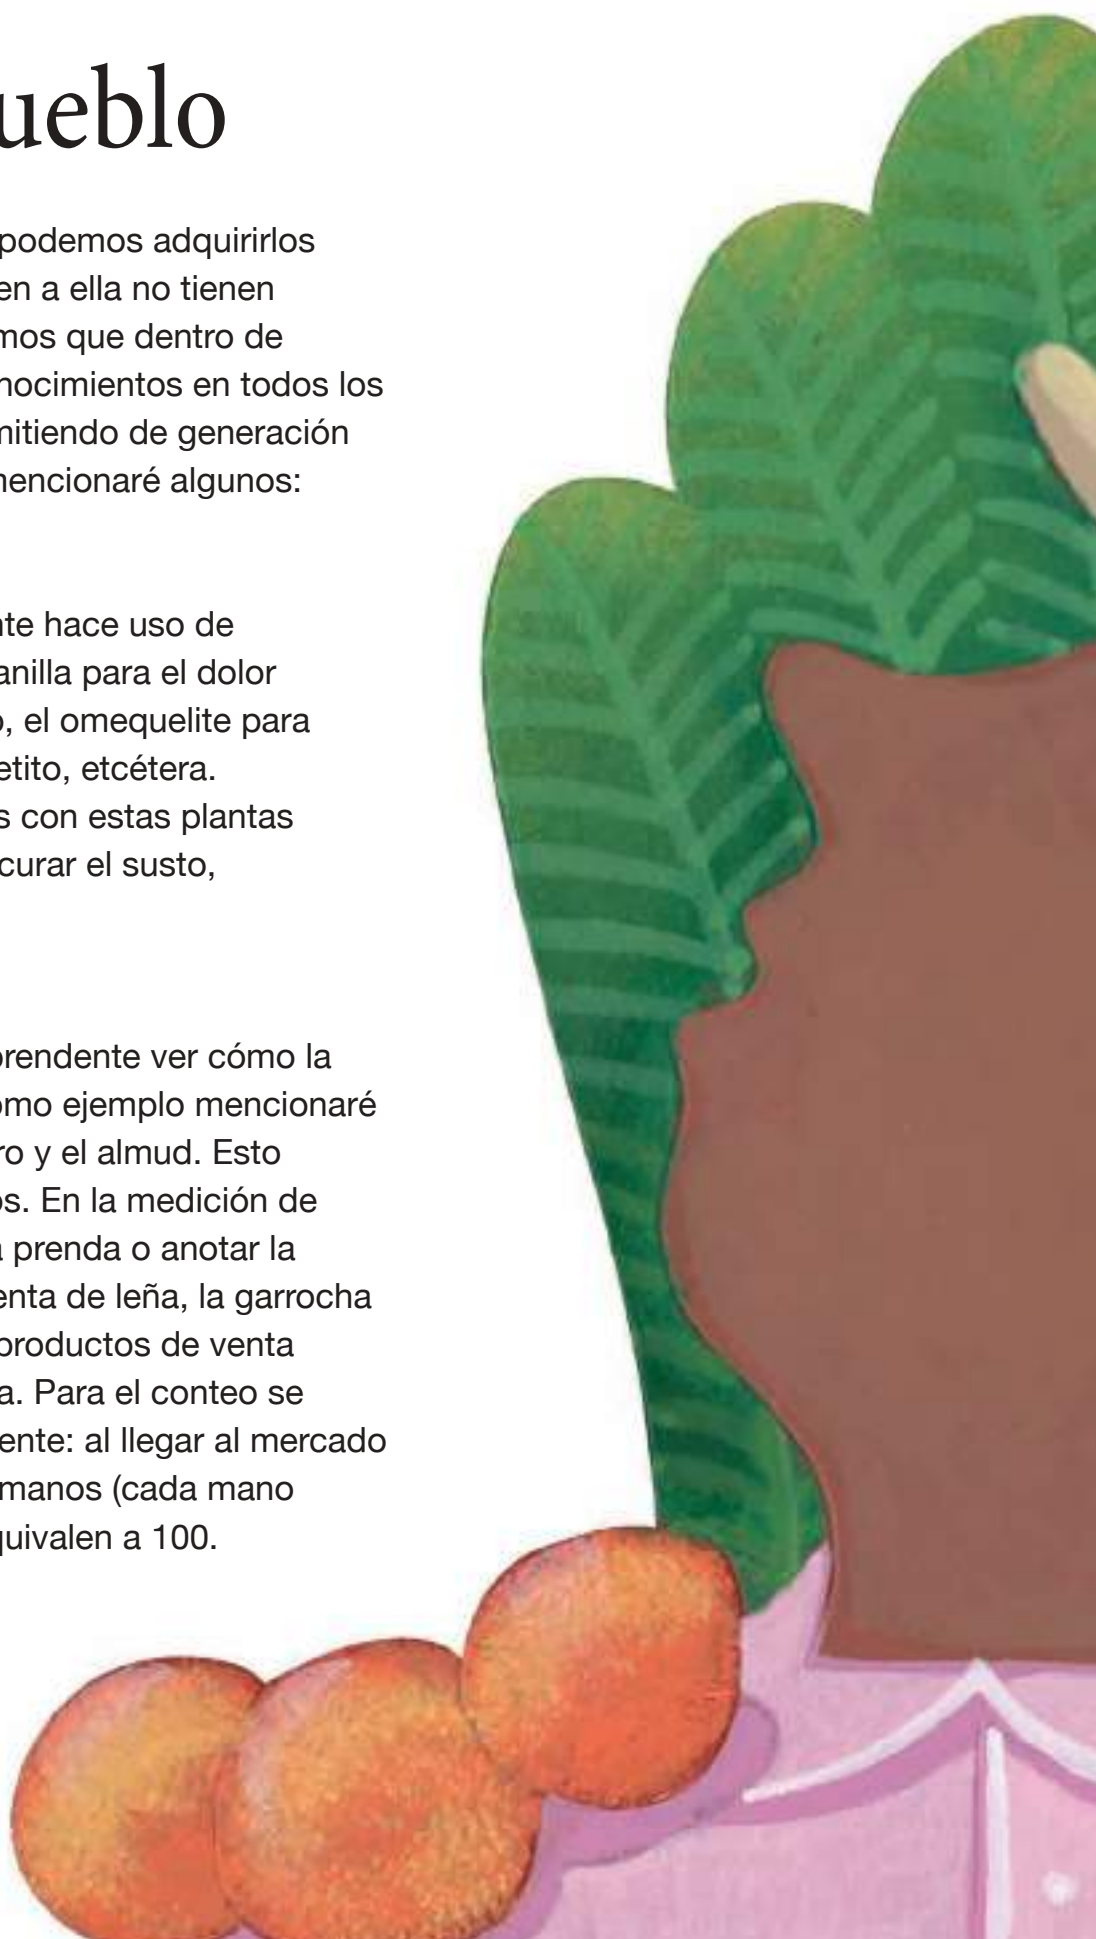 ueblo
podemos adquirirlos
en a ella no tienen
mos que dentro de
nocimientos en todos los
mitiendo de generación
mencionaré algunos:
nte hace uso de
anilla para el dolor
o, el omequelite para
etito, etcétera.
s con estas plantas
curar el susto,
prendente ver cómo la
omo ejemplo mencionaré
ro y el almud. Esto
os. En la medición de
a prenda o anotar la
enta de leña, la garrocha
productos de venta
a. Para el conteo se
ente: al llegar al mercado
manos (cada mano
quivalen a 100.